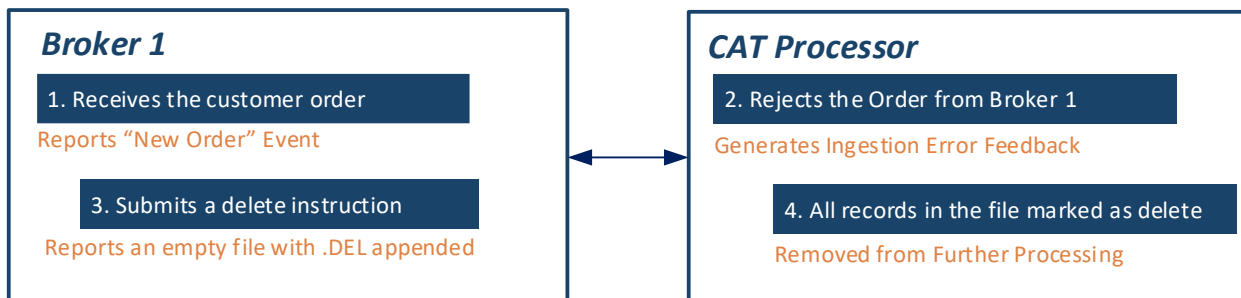 Broker 1
1. Receives the customer order
Reports “New Order” Event
3. Submits a delete instruction
Reports an empty file with .DEL appended
CAT Processor
2. Rejects the Order from Broker 1
Generates Ingestion Error Feedback
4. All records in the file marked as delete
Removed from Further Processing